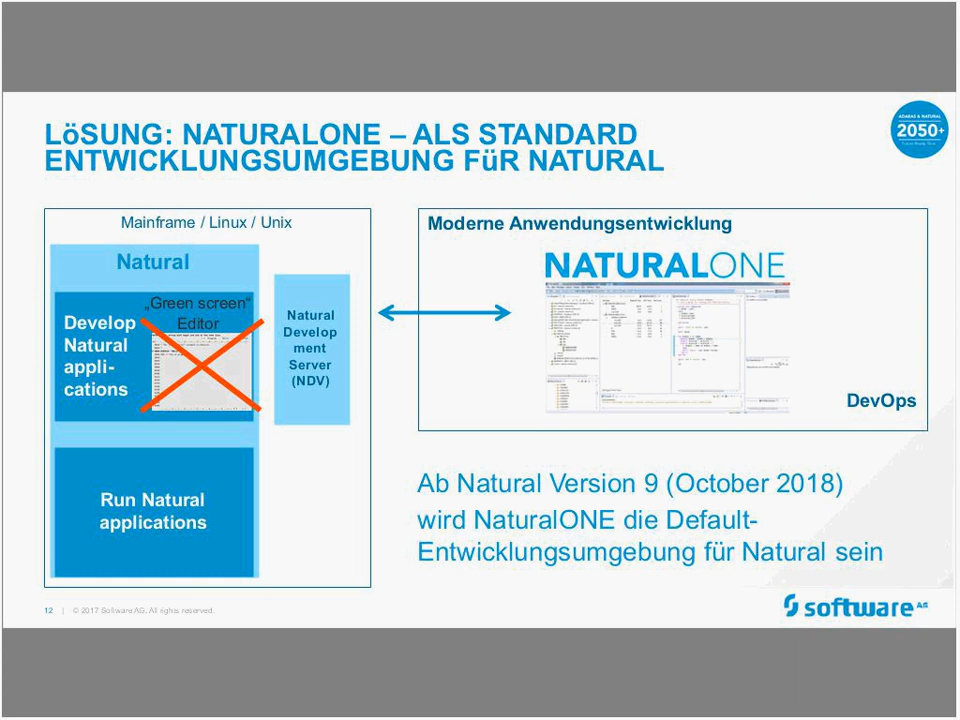 LöSUNG: NATURALONE – ALS STANDARD
ENTWICKLUNGSUMGEBUNG FüR NATURAL
ADABAS & NATURAL
2050+
Mainframe / Linux / Unix
Natural
„Green screen“
Editor
Develop
Natural
appli-
cations
Natural
Develop
ment
Server
(NDV)
Run Natural
applications
Moderne Anwendungsentwicklung
NATURALONE
DevOps
Ab Natural Version 9 (October 2018)
wird NaturalONE die Default-
Entwicklungsumgebung für Natural sein
12 | © 2017 Software AG. All rights reserved.
software AG